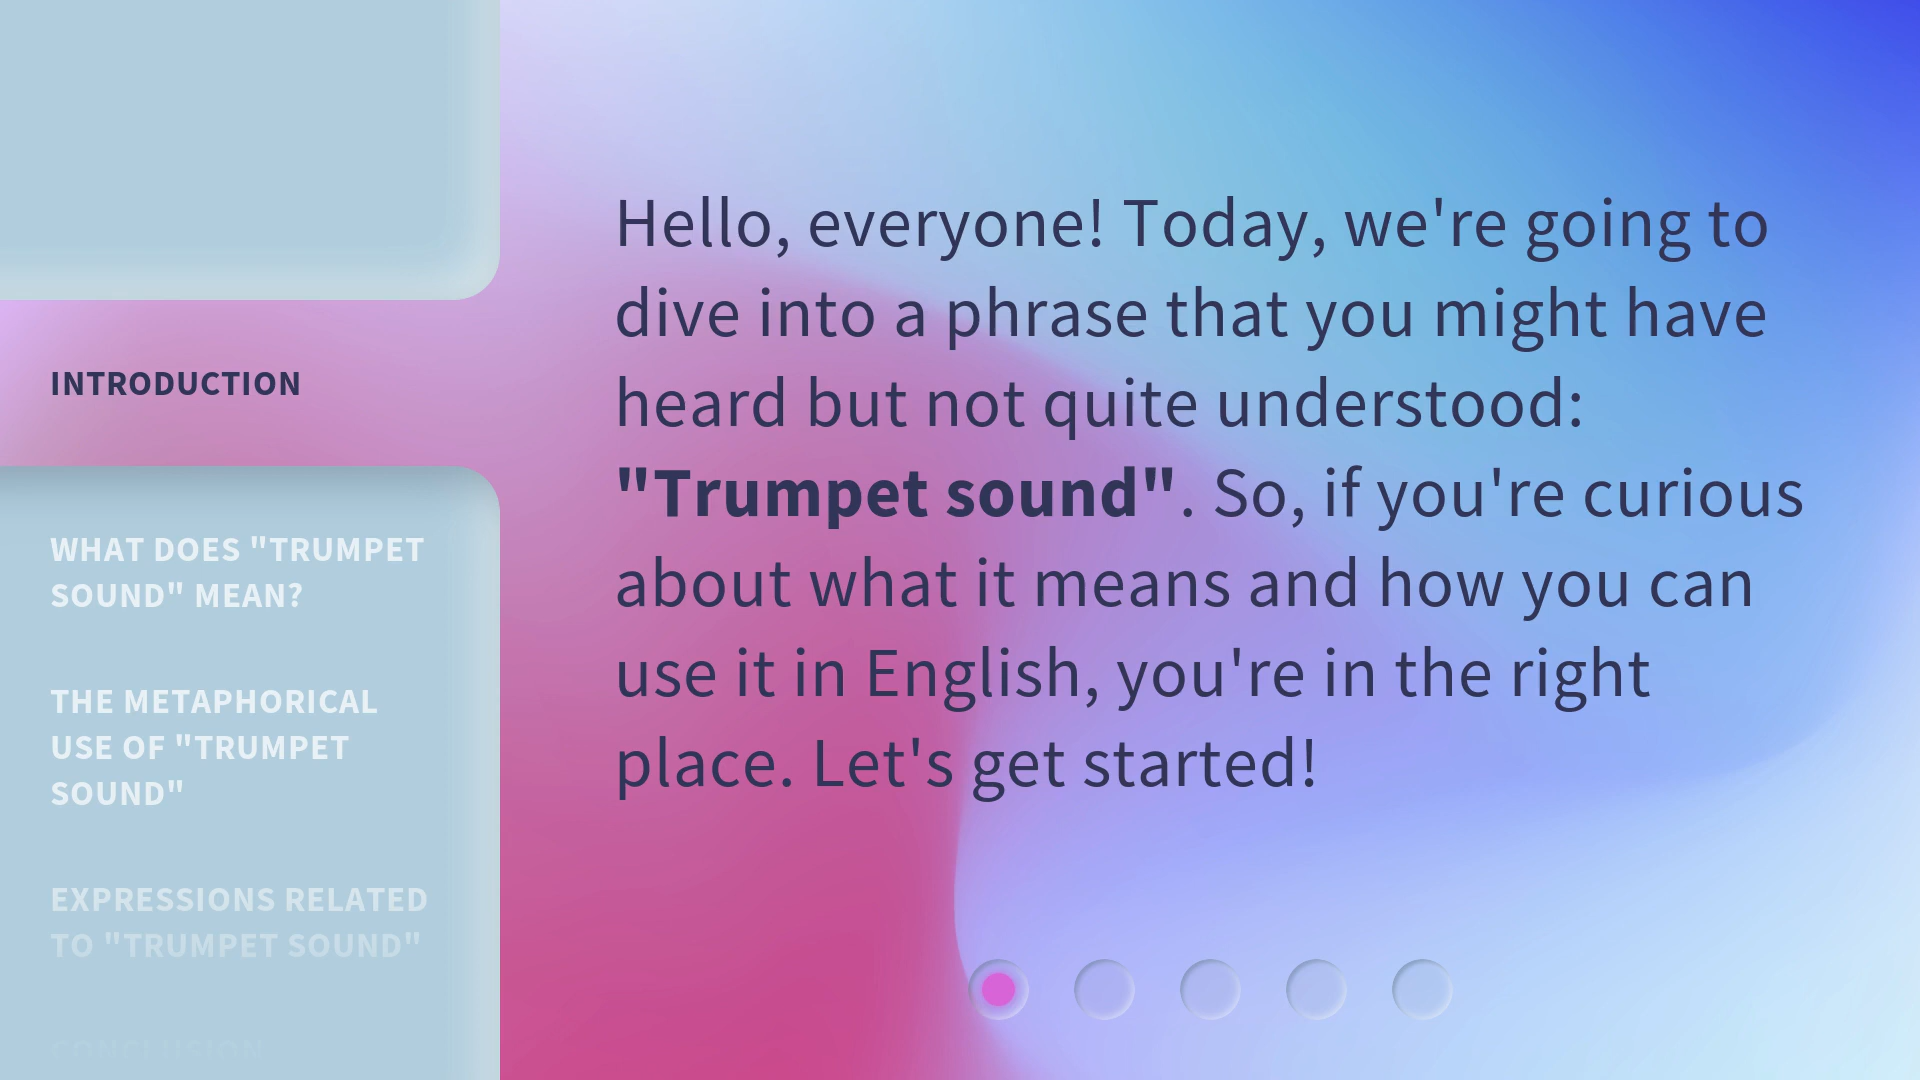 INTRODUCTION
WHAT DOES "TRUMPET
SOUND" MEAN?
THE METAPHORICAL
USE OF "TRUMPET
SOUND"
EXPRESSIONS RELATED
TO "TRUMPET SOUND"
CONCLUSION
Hello, everyone! Today, we're going to
dive into a phrase that you might have
heard but not quite understood:
"Trumpet sound". So, if you're curious
about what it means and how you can
use it in English, you're in the right
place. Let's get started!